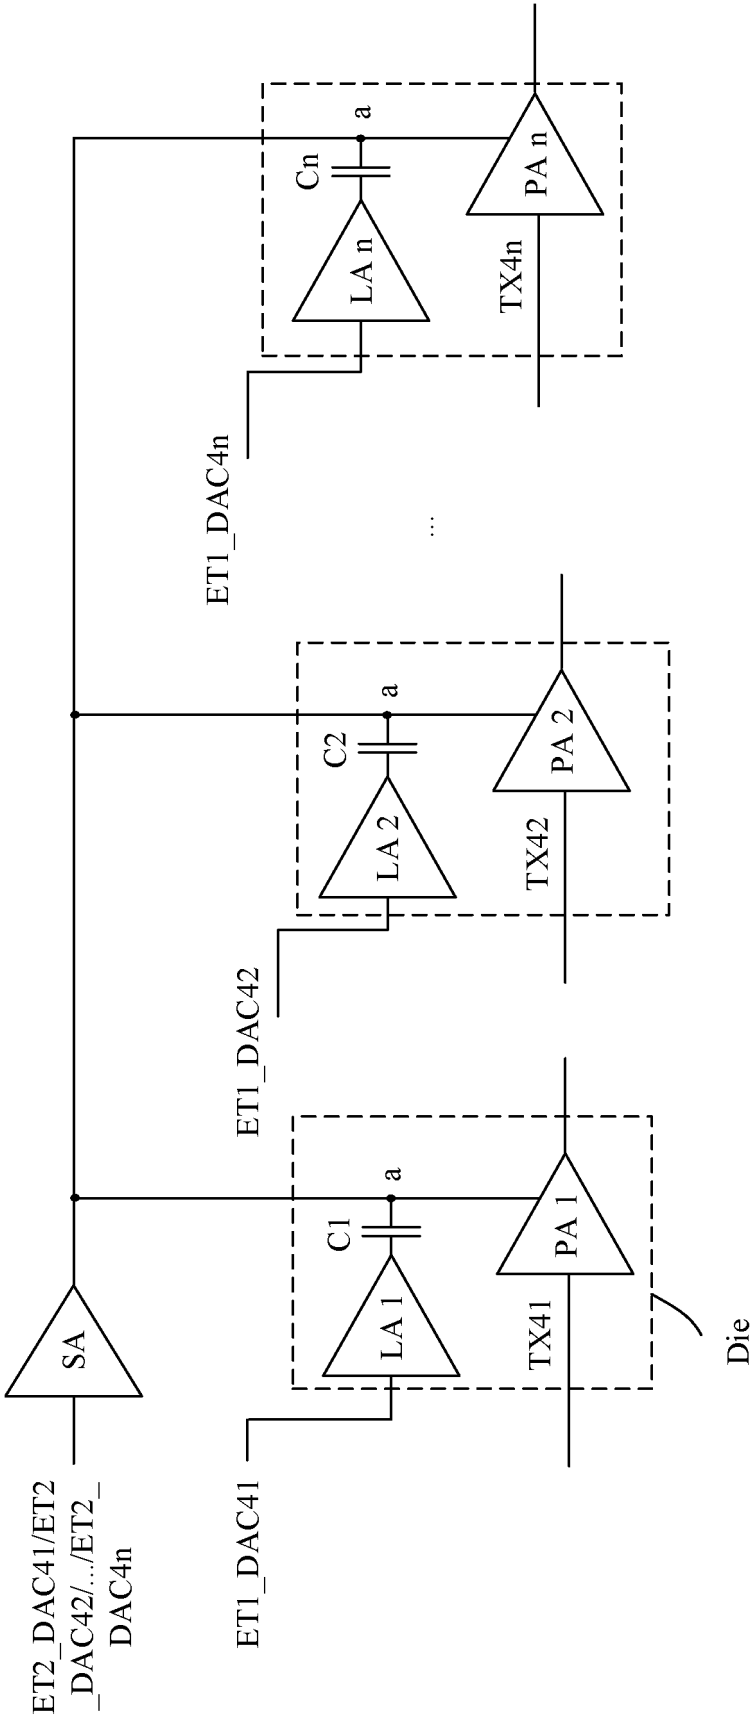 ET2_DAC41/ET2
_DAC42/.../ET2_
DAC4n
SA
ET1_DAC41
LA 1
C1
a
TX41
PA 1
Die
ET1_DAC42
LA 2
C2
a
TX42
PA 2
...
ET1_DAC4n
LA n
Cn
a
TX4n
PA n